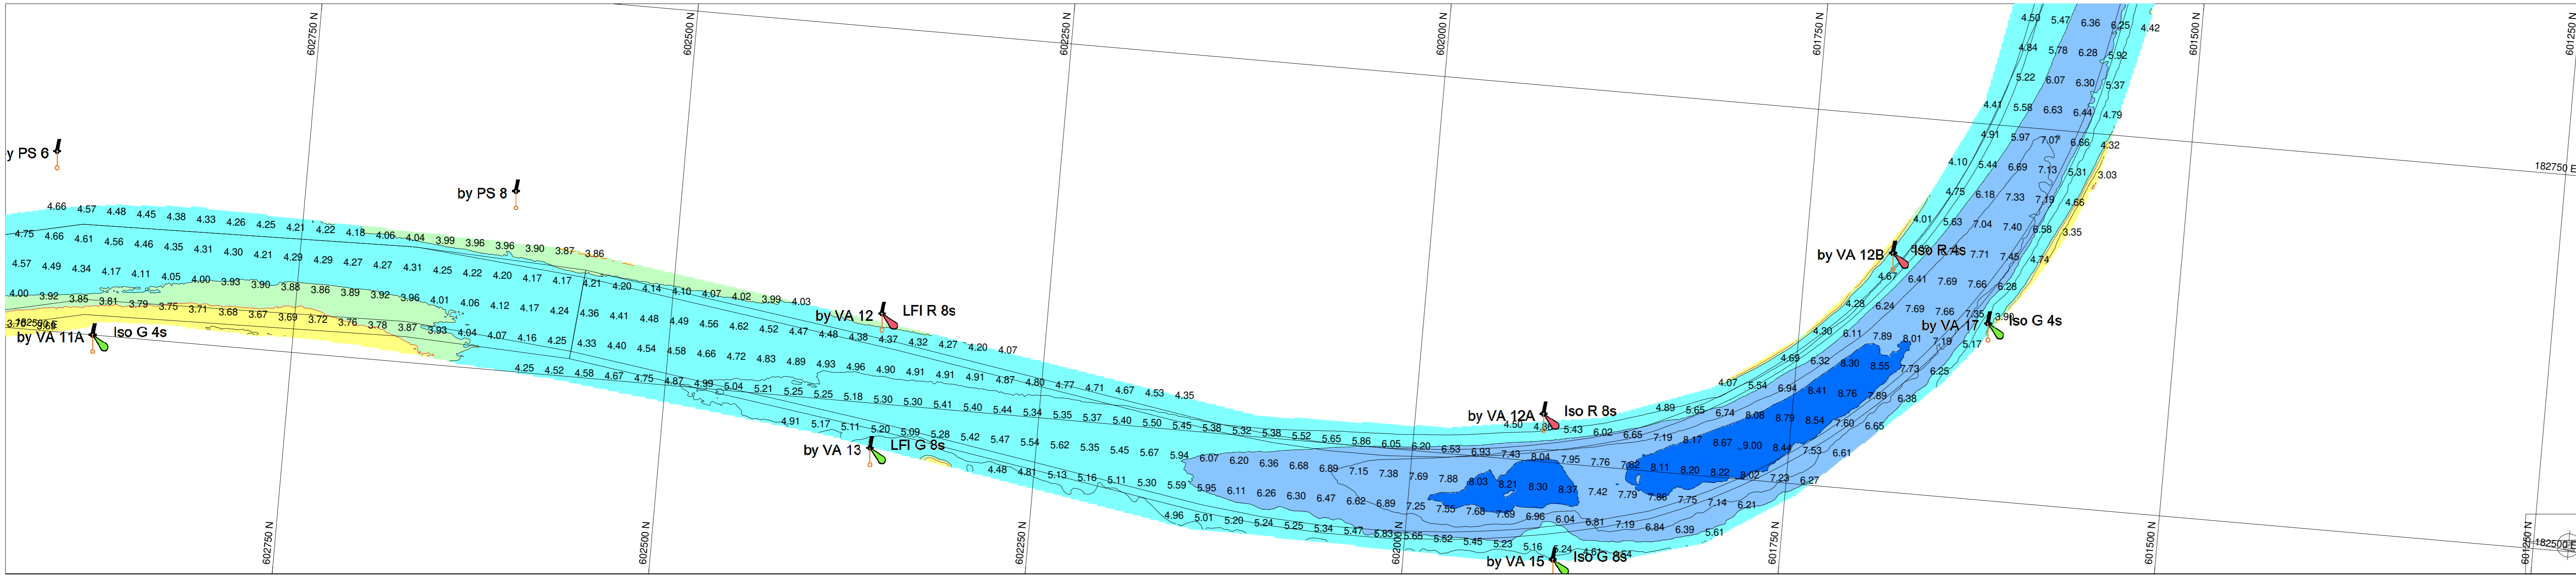 602750 N
602500 N
602250 N
602000 N
601750 N
601500 N
601250 N
4.50 5.47 6.36 6.25 4.42
4.84 5.78 6.28 5.92
5.22 6.07 6.30 5.37
4.41 5.58 6.63 6.44 4.79
4.91 5.97 7.07 6.66 4.32
4.10 5.44 6.69 7.13 5.31 3.03
182750 E
4.75 6.18 7.33 7.19 4.66
4.01 5.63 7.04 7.40 6.58 3.35
7.71 7.45 4.74
4.67 6.41 7.69 7.66 6.28
4.28 6.24 7.69 7.66 7.35
4.30 6.11 7.89 8.01 7.19 5.17
4.69 6.32 8.30 8.55 7.73 6.25
4.07 5.54 6.94 8.41 8.76 7.89 6.38
4.89 5.65 6.74 8.08 8.79 8.54 7.60 6.65
y PS 6
by PS 8
by VA 12B
Iso R 4s
by VA 17
Iso G 4s
4.66 4.57 4.48 4.45 4.38 4.33 4.26 4.25 4.21 4.22 4.18 4.06 4.04 3.99 3.96 3.96 3.90 3.87 3.86
4.75 4.66 4.61 4.56 4.46 4.35 4.31 4.30 4.21 4.29 4.29 4.27 4.27 4.31 4.25 4.22 4.20 4.17 4.17 4.21 4.20 4.14 4.10 4.07 4.02 3.99 4.03
4.57 4.49 4.34 4.17 4.11 4.05 4.00 3.93 3.90 3.88 3.86 3.89 3.92 3.96 4.01 4.06 4.12 4.17 4.24 4.36 4.41 4.48 4.49 4.56 4.62 4.52 4.47 4.48 4.38 4.37 4.32 4.27 4.20 4.07
4.00 3.92 3.85 3.81 3.79 3.75 3.71 3.68 3.67 3.69 3.72 3.76 3.78 3.87 3.93 4.04 4.07 4.16 4.25 4.33 4.40 4.54 4.58 4.66 4.72 4.83 4.89 4.93 4.96 4.90 4.91 4.91 4.91 4.87 4.80 4.77 4.71 4.67 4.53 4.35
by VA 11A
Iso G 4s
by VA 12
LFI R 8s
4.25 4.52 4.58 4.67 4.75 4.87 4.99 5.04 5.21 5.25 5.25 5.18 5.30 5.30 5.41 5.40 5.44 5.34 5.35 5.37 5.40 5.50 5.45 5.38 5.32 5.38 5.52 5.65 5.86 6.05 6.20 6.53 6.93 7.43 8.04 7.95 7.76 7.82 8.11 8.20 8.22 8.02 7.23 6.27
by VA 12A
Iso R 8s
4.50 5.43 6.02 6.65 7.19 8.17 8.67 9.00 8.44 7.53 6.61
4.91 5.17 5.11 5.20 5.09 5.28 5.42 5.47 5.54 5.62 5.35 5.45 5.67 5.94 6.07 6.20 6.36 6.68 6.89 7.15 7.38 7.69 7.88 8.03 8.21 8.30 8.37 7.42 7.79 7.86 7.75 7.14 6.21
by VA 13
LFI G 8s
4.48 4.81 5.13 5.16 5.11 5.30 5.59 5.95 6.11 6.26 6.30 6.47 6.62 6.89 7.25 7.55 7.68 7.69 6.96 6.04 6.81 7.19 6.84 6.39 5.61
4.96 5.01 5.20 5.24 5.25 5.34 5.47 5.83 5.65 5.52 5.45 5.23 5.16 5.24
by VA 15
Iso G 8s
602750 N
602500 N
602250 N
602000 N
601750 N
601500 N
601250 N
182500 E